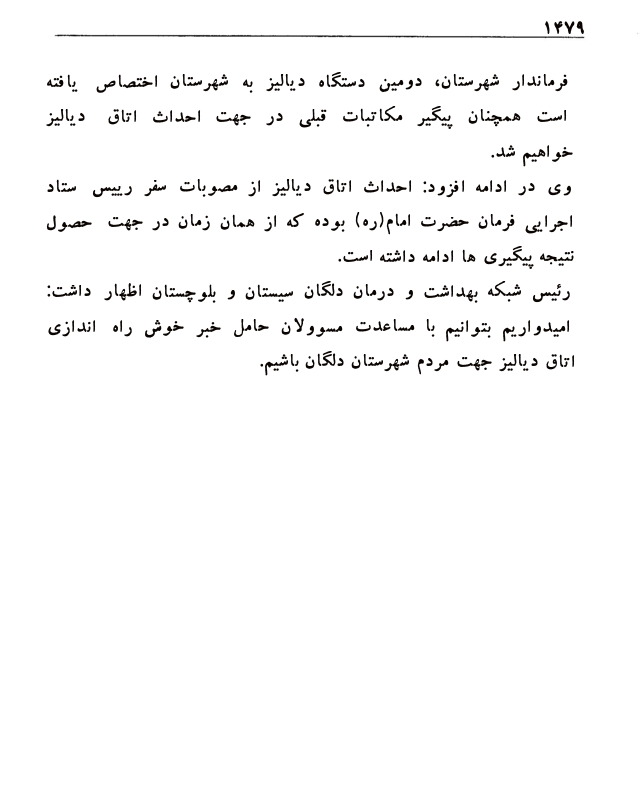 ۱۴۷۹
فرماندار شهرستان، دومین دستگاه دیالیز به شهرستان اختصاص یافته
است همچنان پیگیر مکاتبات قبلی در جهت احداث اتاق دیالیز
خواهیم شد.
وی در ادامه افزود: احداث اتاق دیالیز از مصوبات سفر رییس ستاد
اجرایی فرمان حضرت امام(ره) بوده که از همان زمان در جهت حصول
نتیجه پیگیری ها ادامه داشته است.
رئیس شبکه بهداشت و درمان دلگان سیستان و بلوچستان اظهار داشت:
امیدواریم بتوانیم با مساعدت مسوولان حامل خبر خوش راه اندازی
اتاق دیالیز جهت مردم شهرستان دلگان باشیم.